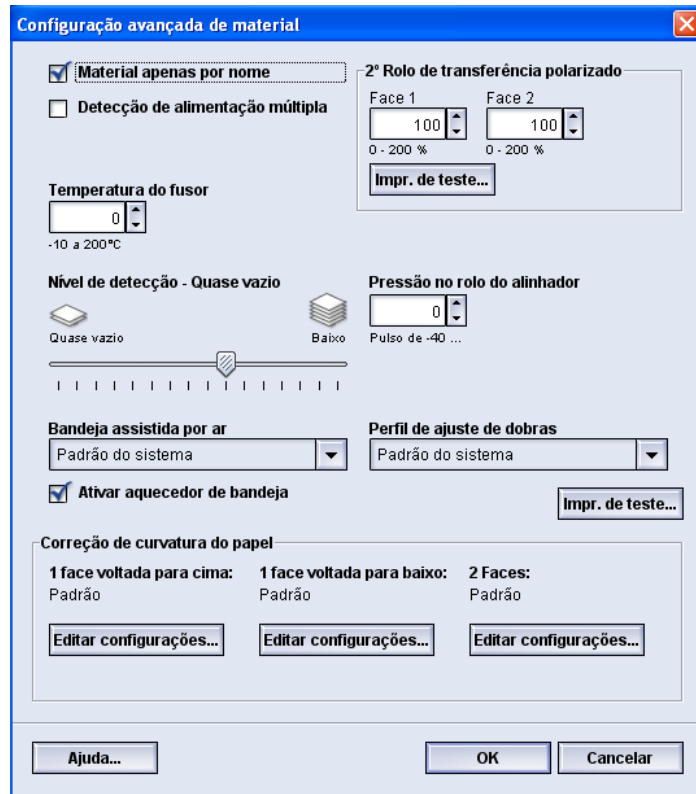 Configuração avançada de material
Material apenas por nome
Detecção de alimentação múltipla
2º Rolo de transferência polarizado
Face 1 Face 2
100 100
0 - 200 % 0 - 200 %
Impr. de teste...
Temperatura do fusor
0
-10 a 200°C
Nível de detecção - Quase vazio
Quase vazio Baixo
Pressão no rolo do alinhador
0
Pulso de -40 ...
Bandeja assistida por ar
Padrão do sistema
Perfil de ajuste de dobras
Padrão do sistema
Ativar aquecedor de bandeja
Impr. de teste...
Correção de curvatura do papel
1 face voltada para cima: 1 face voltada para baixo: 2 Faces:
Padrão Padrão Padrão
Editar configurações... Editar configurações... Editar configurações...
Ajuda... OK Cancelar